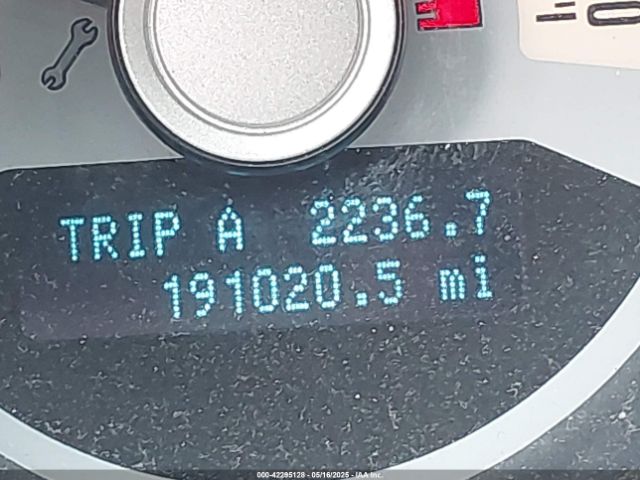 TRIP A 2236.7
191020.5 mi
000-42295128 - 05/16/2025 - IAA Inc.